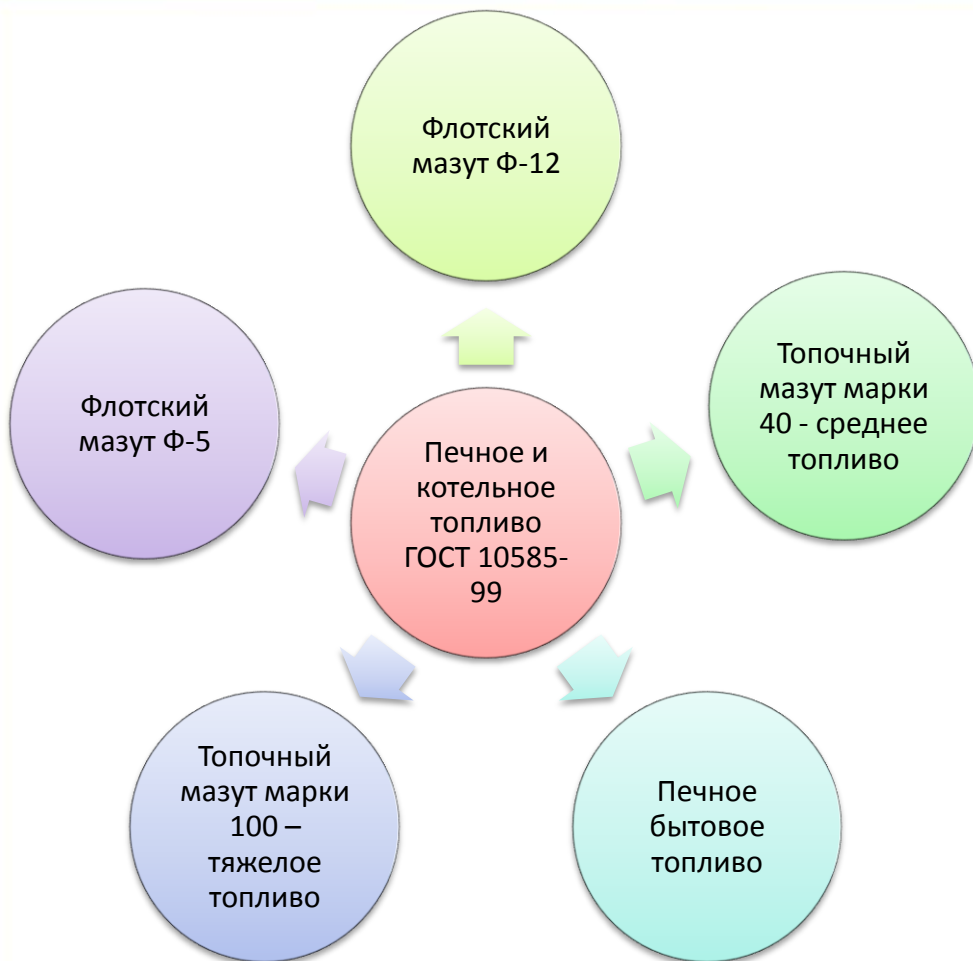 Флотский
мазут Ф-12
Топочный
мазут марки
40 - среднее
топливо
Флотский
мазут Ф-5
Печное и
котельное
топливо
ГОСТ 10585-
99
Топочный
мазут марки
100 –
тяжелое
топливо
Печное
бытовое
топливо